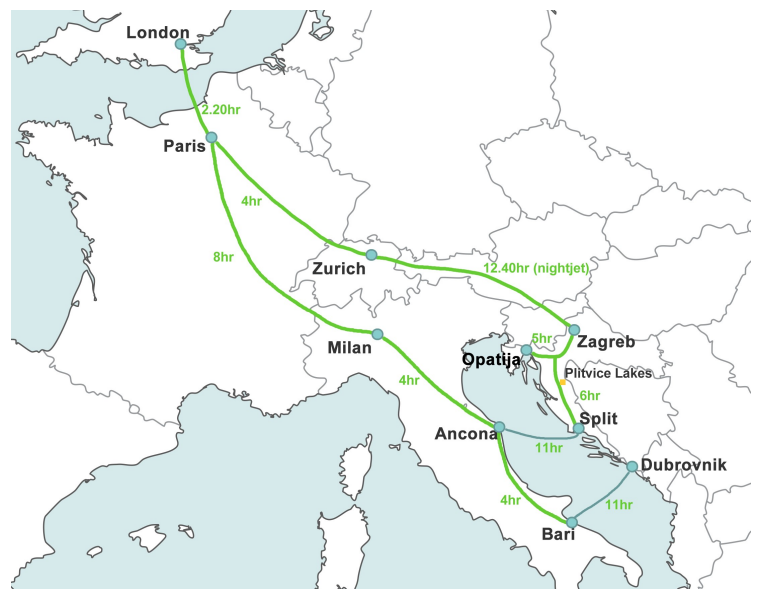 London
2.20hr
Paris
4hr
8hr
Zurich
12.40hr (nightjet)
Milan
5hr
Zagreb
Opatija
Plitvice Lakes
4hr
6hr
Split
Ancona
11hr
Dubrovnik
4hr
11hr
Bari